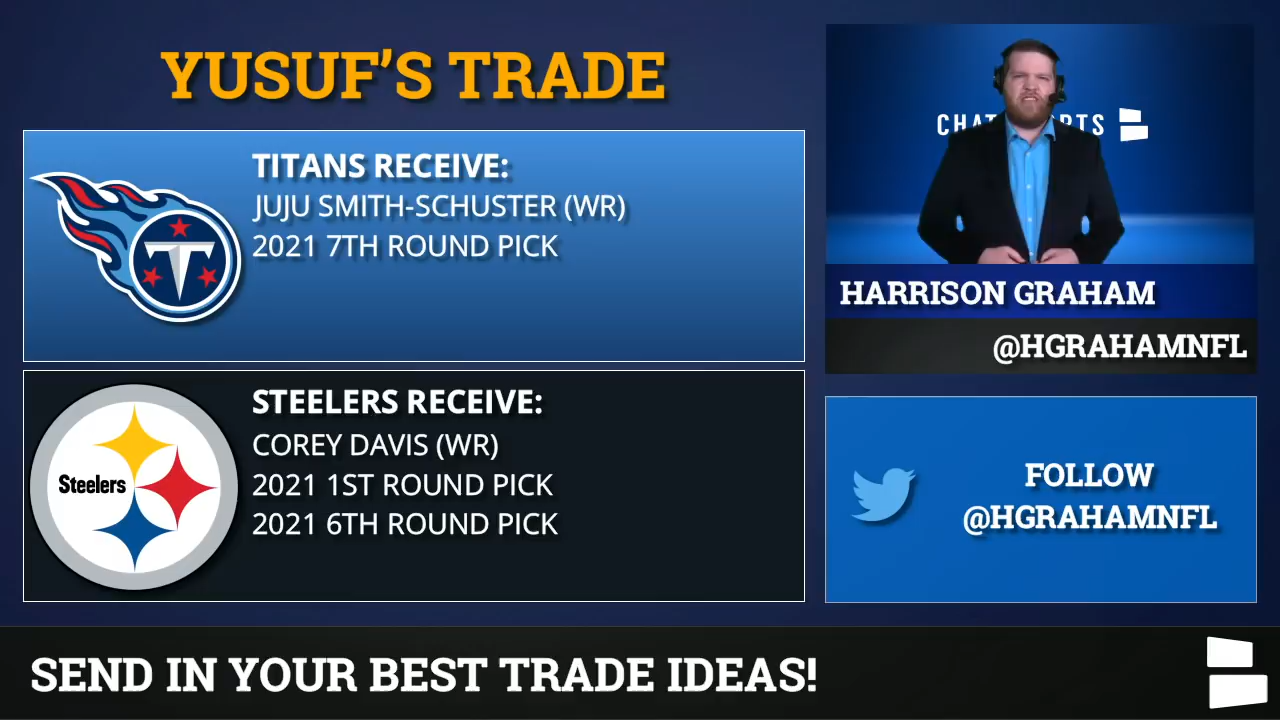 YUSUF'S TRADE
TITANS RECEIVE:
JUJU SMITH-SCHUSTER (WR)
2021 7TH ROUND PICK
Steelers
STEELERS RECEIVE:
COREY DAVIS (WR)
2021 1ST ROUND PICK
2021 6TH ROUND PICK
HARRISON GRAHAM
@HGRAHAMNFL
FOLLOW
@HGRAHAMNFL
SEND IN YOUR BEST TRADE IDEAS!